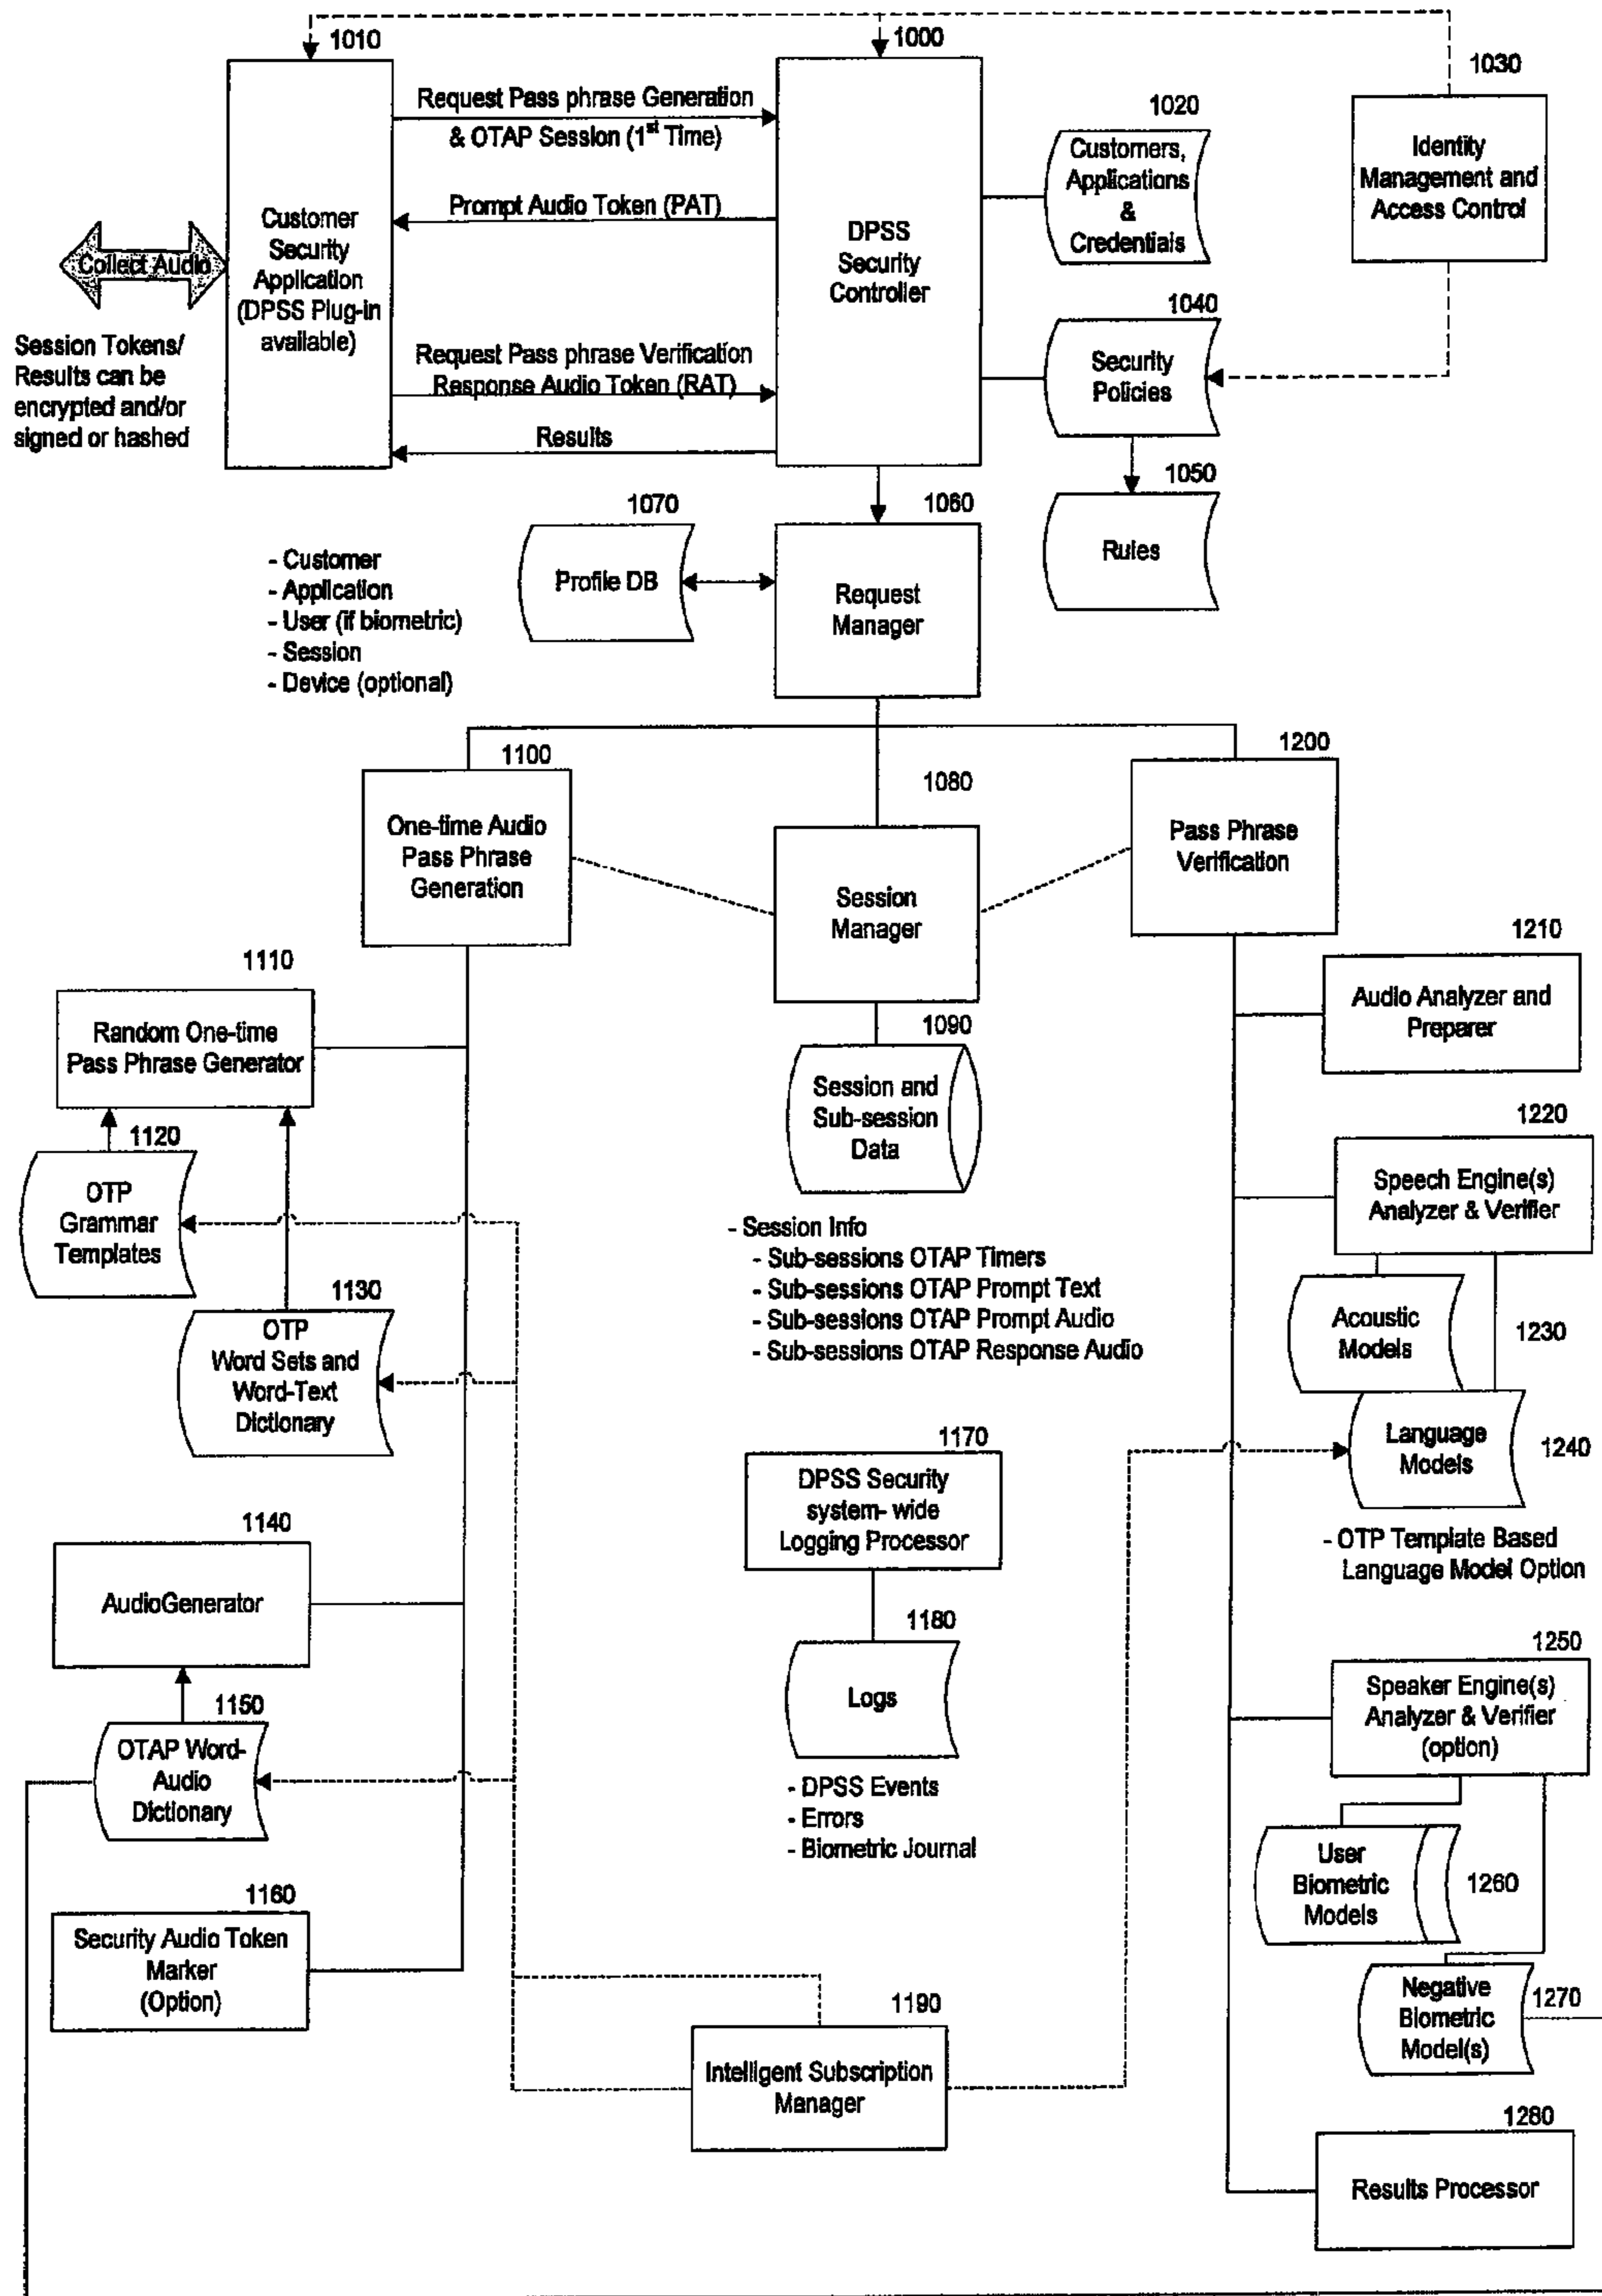 1010
1000
1030
Request Pass phrase Generation
& OTAP Session (1st Time)
1020
Customers,
Applications
&
Credentials
Identity
Management and
Access Control
Prompt Audio Token (PAT)
Customer
Security
Application
(DPSS Plug-in
available)
DPSS
Security
Controller
Collect Audio
Session Tokens/
Results can be
encrypted and/or
signed or hashed
Request Pass phrase Verification
Response Audio Token (RAT)
Results
1040
Security
Policies
1050
Rules
1070
1060
Profile DB
Request
Manager
- Customer
- Application
- User (if biometric)
- Session
- Device (optional)
1100
1080
1200
One-time Audio
Pass Phrase
Generation
Session
Manager
Pass Phrase
Verification
1110
Random One-time
Pass Phrase Generator
1090
Session and
Sub-session
Data
1210
Audio Analyzer and
Preparer
1120
OTP
Grammar
Templates
1220
Speech Engine(s)
Analyzer & Verifier
- Session Info
- Sub-sessions OTAP Timers
- Sub-sessions OTAP Prompt Text
- Sub-sessions OTAP Prompt Audio
- Sub-sessions OTAP Response Audio
1130
OTP
Word Sets and
Word-Text
Dictionary
Acoustic
Models
1230
Language
Models
1240
- OTP Template Based
Language Model Option
1170
DPSS Security
system- wide
Logging Processor
1140
AudioGenerator
1180
Logs
- DPSS Events
- Errors
- Biometric Journal
1150
OTAP Word-
Audio
Dictionary
1250
Speaker Engine(s)
Analyzer & Verifier
(option)
User
Biometric
Models
1260
1160
Security Audio Token
Marker
(Option)
Negative
Biometric
Model(s)
1270
1190
Intelligent Subscription
Manager
1280
Results Processor